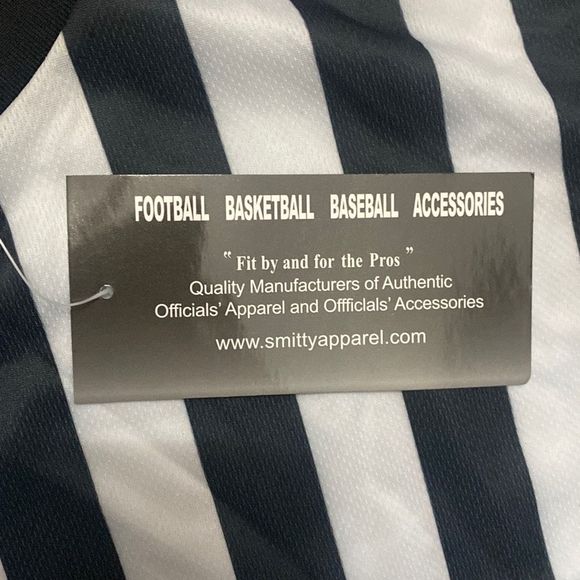 FOOTBALL BASKETBALL BASEBALL ACCESSORIES
" Fit by and for the Pros "
Quality Manufacturers of Authentic
Officials' Apparel and Offficlals' Accessories
www.smittyapparel.com